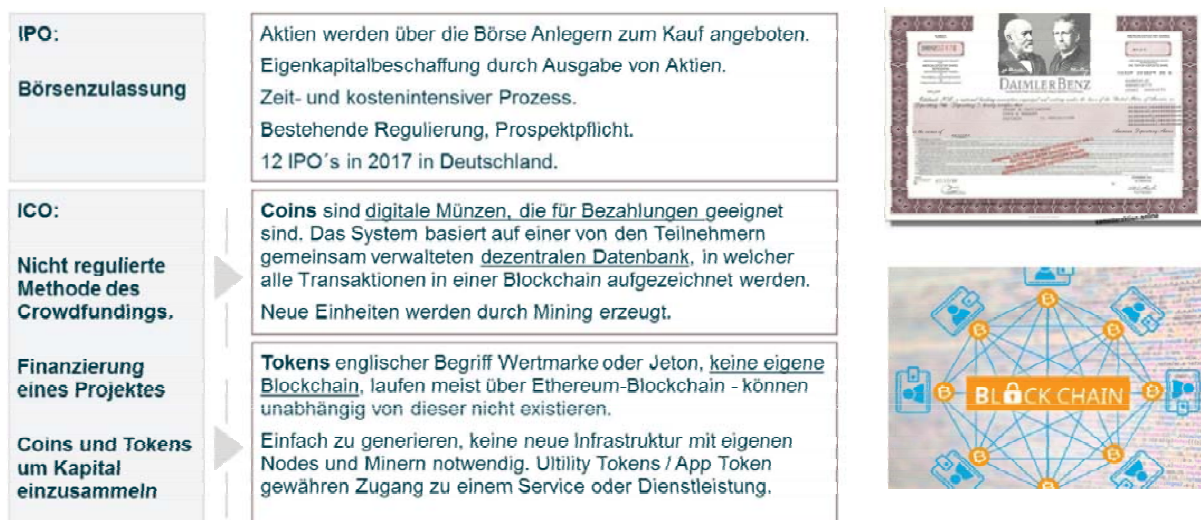 IPO:
Börsenzulassung
Aktien werden über die Börse Anlegern zum Kauf angeboten.
Eigenkapitalbeschaffung durch Ausgabe von Aktien.
Zeit- und kostenintensiver Prozess.
Bestehende Regulierung, Prospektpflicht.
12 IPO´s in 2017 in Deutschland.
DAIMLER BENZ
ICO:
Nicht regulierte
Methode des
Crowdfundings.
Finanzierung
eines Projektes
Coins und Tokens
um Kapital
einzusammeln
Coins sind digitale Münzen, die für Bezahlungen geeignet
sind. Das System basiert auf einer von den Teilnehmern
gemeinsam verwalteten dezentralen Datenbank, in welcher
alle Transaktionen in einer Blockchain aufgezeichnet werden.
Neue Einheiten werden durch Mining erzeugt.
Tokens englischer Begriff Wertmarke oder Jeton, keine eigene
Blockchain, laufen meist über Ethereum-Blockchain - können
unabhängig von dieser nicht existieren.
Einfach zu generieren, keine neue Infrastruktur mit eigenen
Nodes und Minern notwendig. Ultility Tokens / App Token
gewähren Zugang zu einem Service oder Dienstleistung.
BLOCK CHAIN